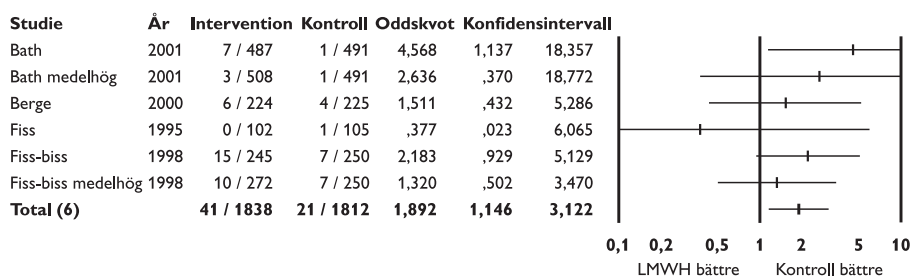 Studie År Intervention Kontroll Oddskvot Konfidensintervall
Bath 2001 7 / 487 1 / 491 4,568 1,137 18,357
Bath medelhög 2001 3 / 508 1 / 491 2,636 ,370 18,772
Berge 2000 6 / 224 4 / 225 1,511 ,432 5,286
Fiss 1995 0 / 102 1 / 105 ,377 ,023 6,065
Fiss-biss 1998 15 / 245 7 / 250 2,183 ,929 5,129
Fiss-biss medelhög 1998 10 / 272 7 / 250 1,320 ,502 3,470
Total (6) 41 / 1838 21 / 1812 1,892 1,146 3,122
0,1 0,2 0,5 1 2 5 10
LMWH bättre Kontroll bättre